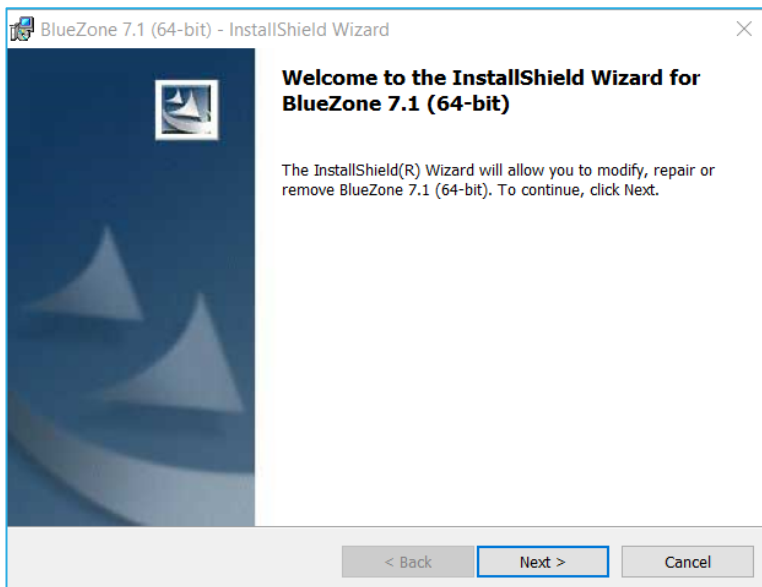 BlueZone 7.1 (64-bit) - InstallShield Wizard
Welcome to the InstallShield Wizard for
BlueZone 7.1 (64-bit)
The InstallShield(R) Wizard will allow you to modify, repair or
remove BlueZone 7.1 (64-bit). To continue, click Next.
< Back
Next >
Cancel